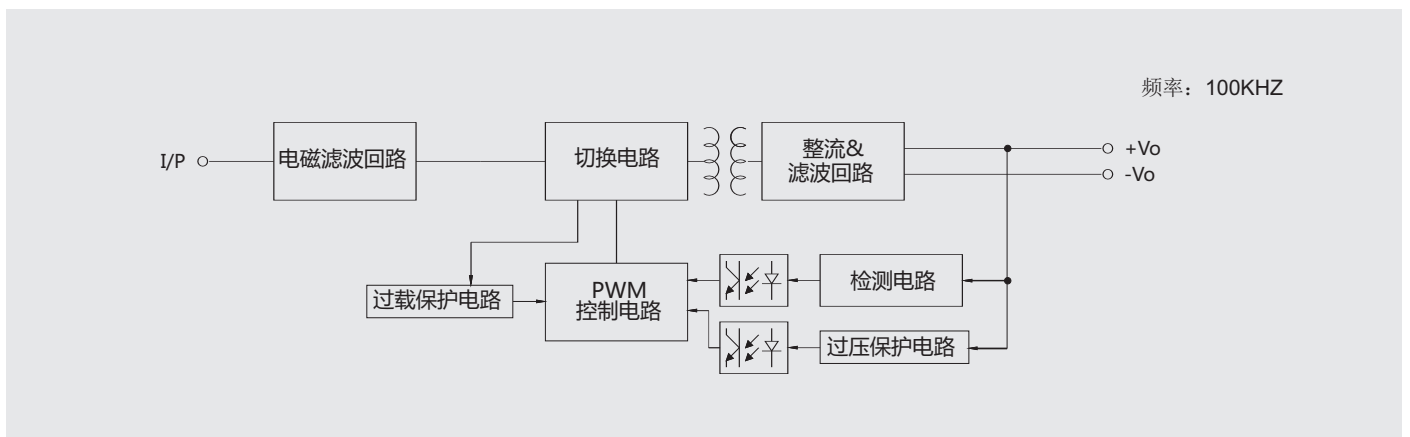 频率：100KHZ
I/P
电磁滤波回路
切换电路
整流&
滤波回路
+Vo
-Vo
过载保护电路
PWM
控制电路
检测电路
过压保护电路